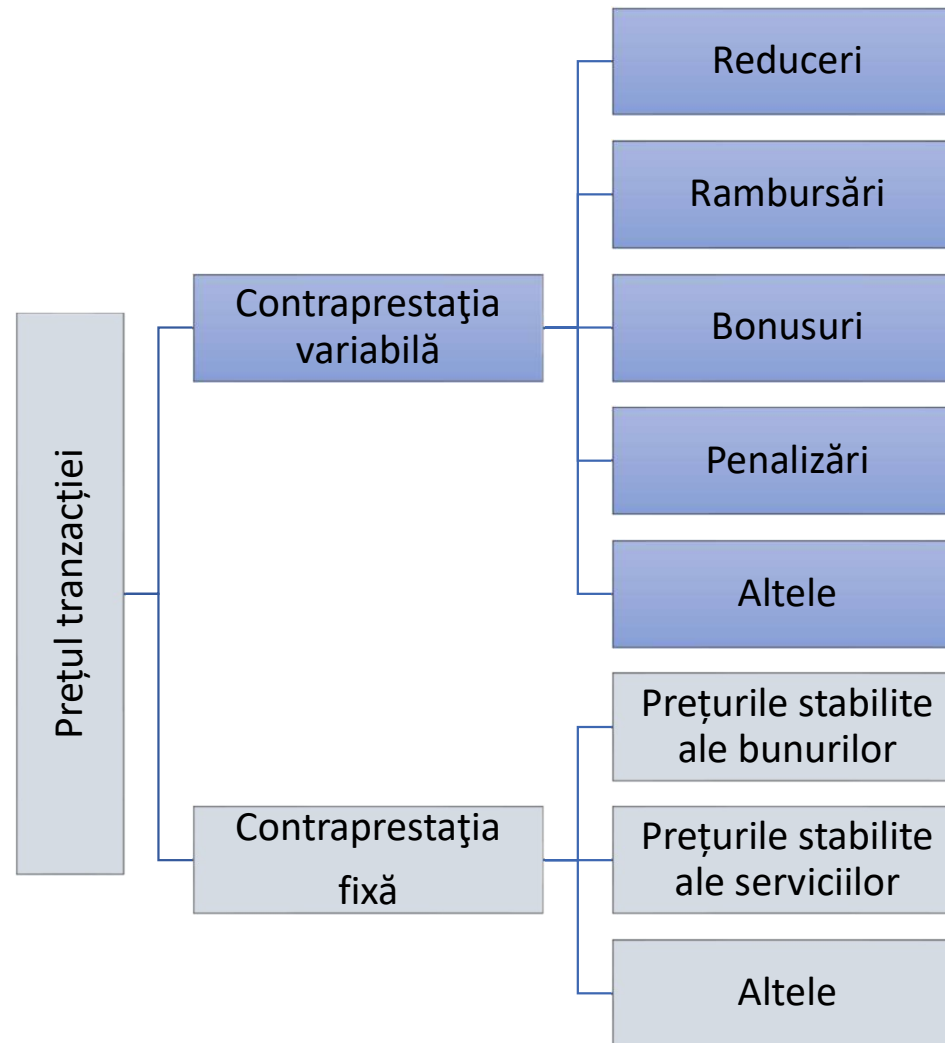 Prețul tranzacției
Contraprestaţia
variabilă
Reduceri
Rambursări
Bonusuri
Penalizări
Altele
Contraprestaţia
fixă
Prețurile stabilite
ale bunurilor
Prețurile stabilite
ale serviciilor
Altele